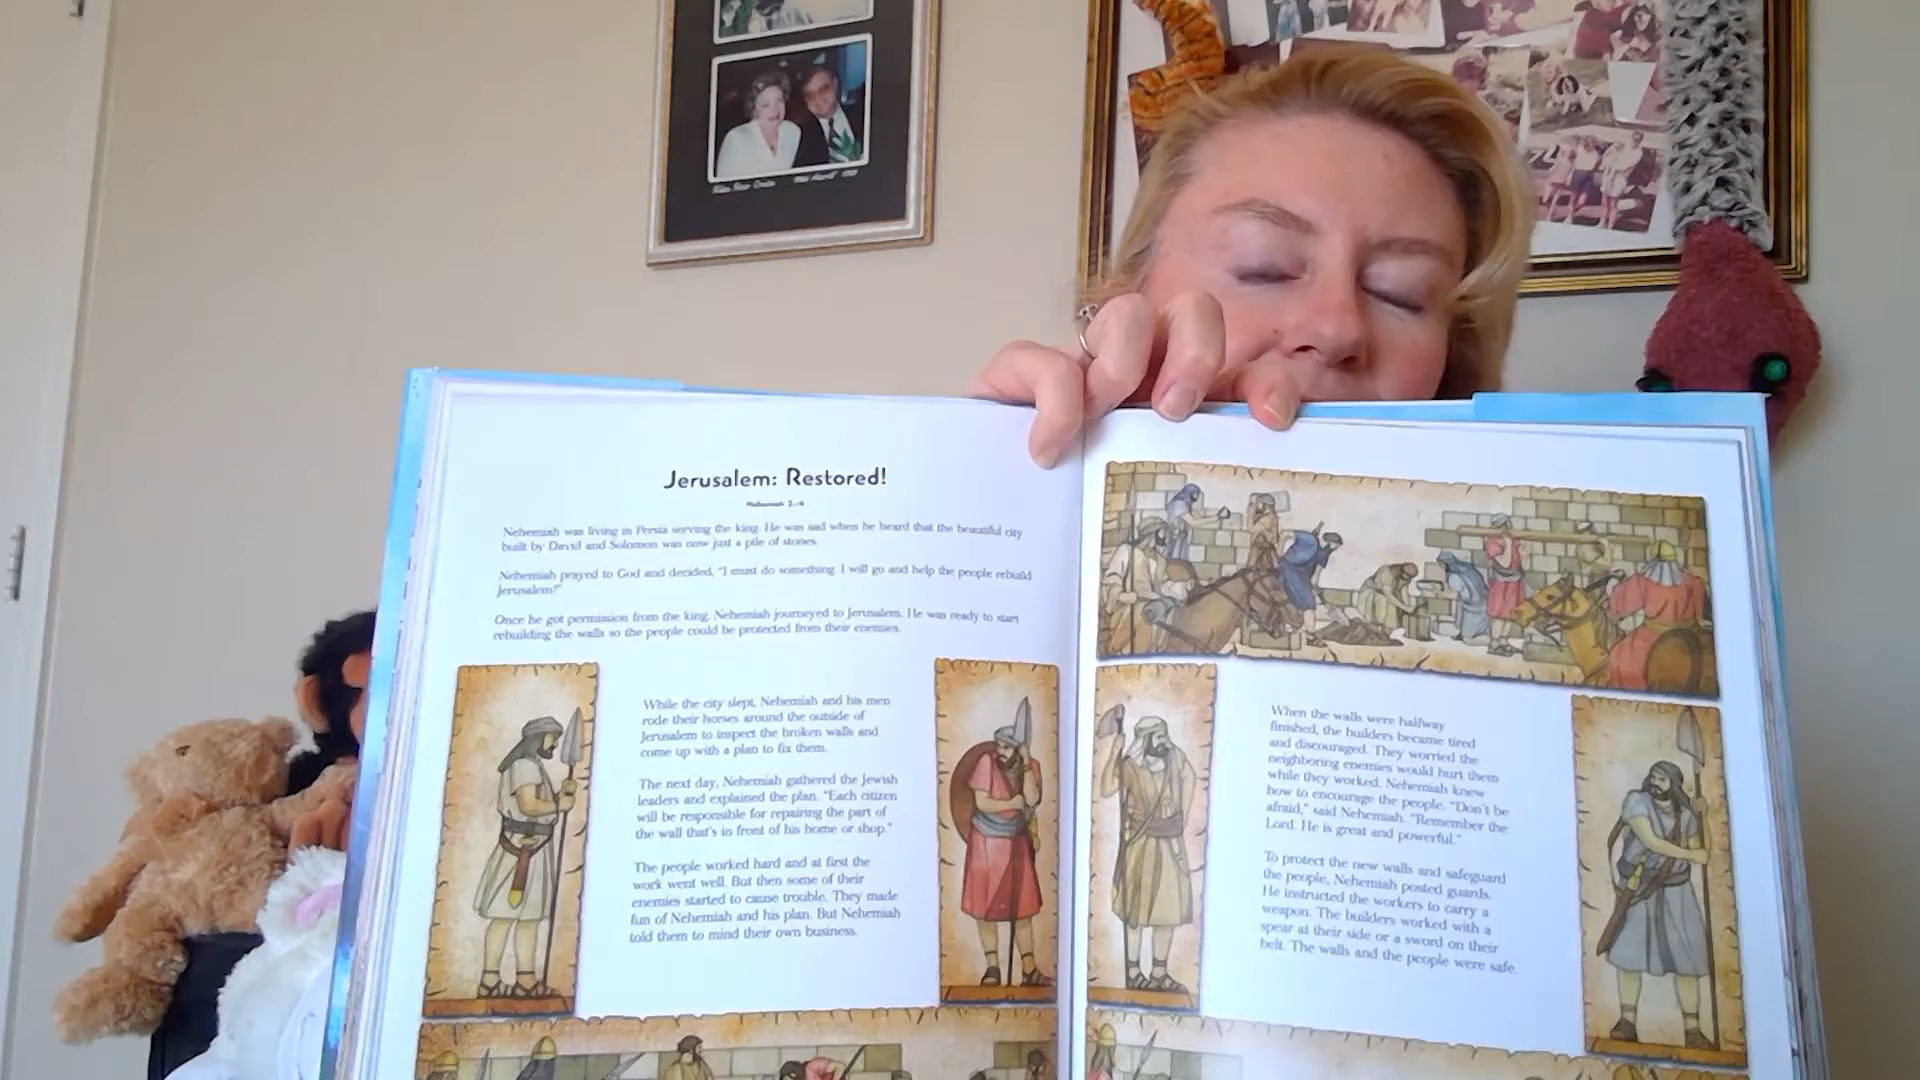 Jerusalem: Restored!
Nehemiah was living in Persia serving the king. He was sad when he heard that the beautiful city
built by David and Solomon was now just a pile of stones.
Nehemiah prayed to God and decided, "I must do something. I will go and help the people rebuild
Jerusalem!"
Once he got permission from the king, Nehemiah journeyed to Jerusalem. He was ready to start
rebuilding the walls so the people could be protected from their enemies.
While the city slept, Nehemiah and his men
rode their horses around the outside of
Jerusalem to inspect the broken walls and
come up with a plan to fix them.
The next day, Nehemiah gathered the Jewish
leaders and explained the plan. "Each citizen
will be responsible for repairing the part of
the wall that's in front of his home or shop."
The people worked hard and at first the
work went well. But then some of their
enemies started to cause trouble. They made
fun of Nehemiah and his plan. But Nehemiah
told them to mind their own business.
When the walls were halfway
finished, the builders became tired
and discouraged. They worried the
neighboring enemies would hurt them
while they worked. Nehemiah knew
how to encourage the people. "Don't be
afraid," said Nehemiah. "Remember the
Lord. He is great and powerful."
To protect the new walls and safeguard
the people, Nehemiah posted guards.
He instructed the workers to carry a
weapon. The builders worked with a
spear at their side or a sword on their
belt. The walls and the people were safe.